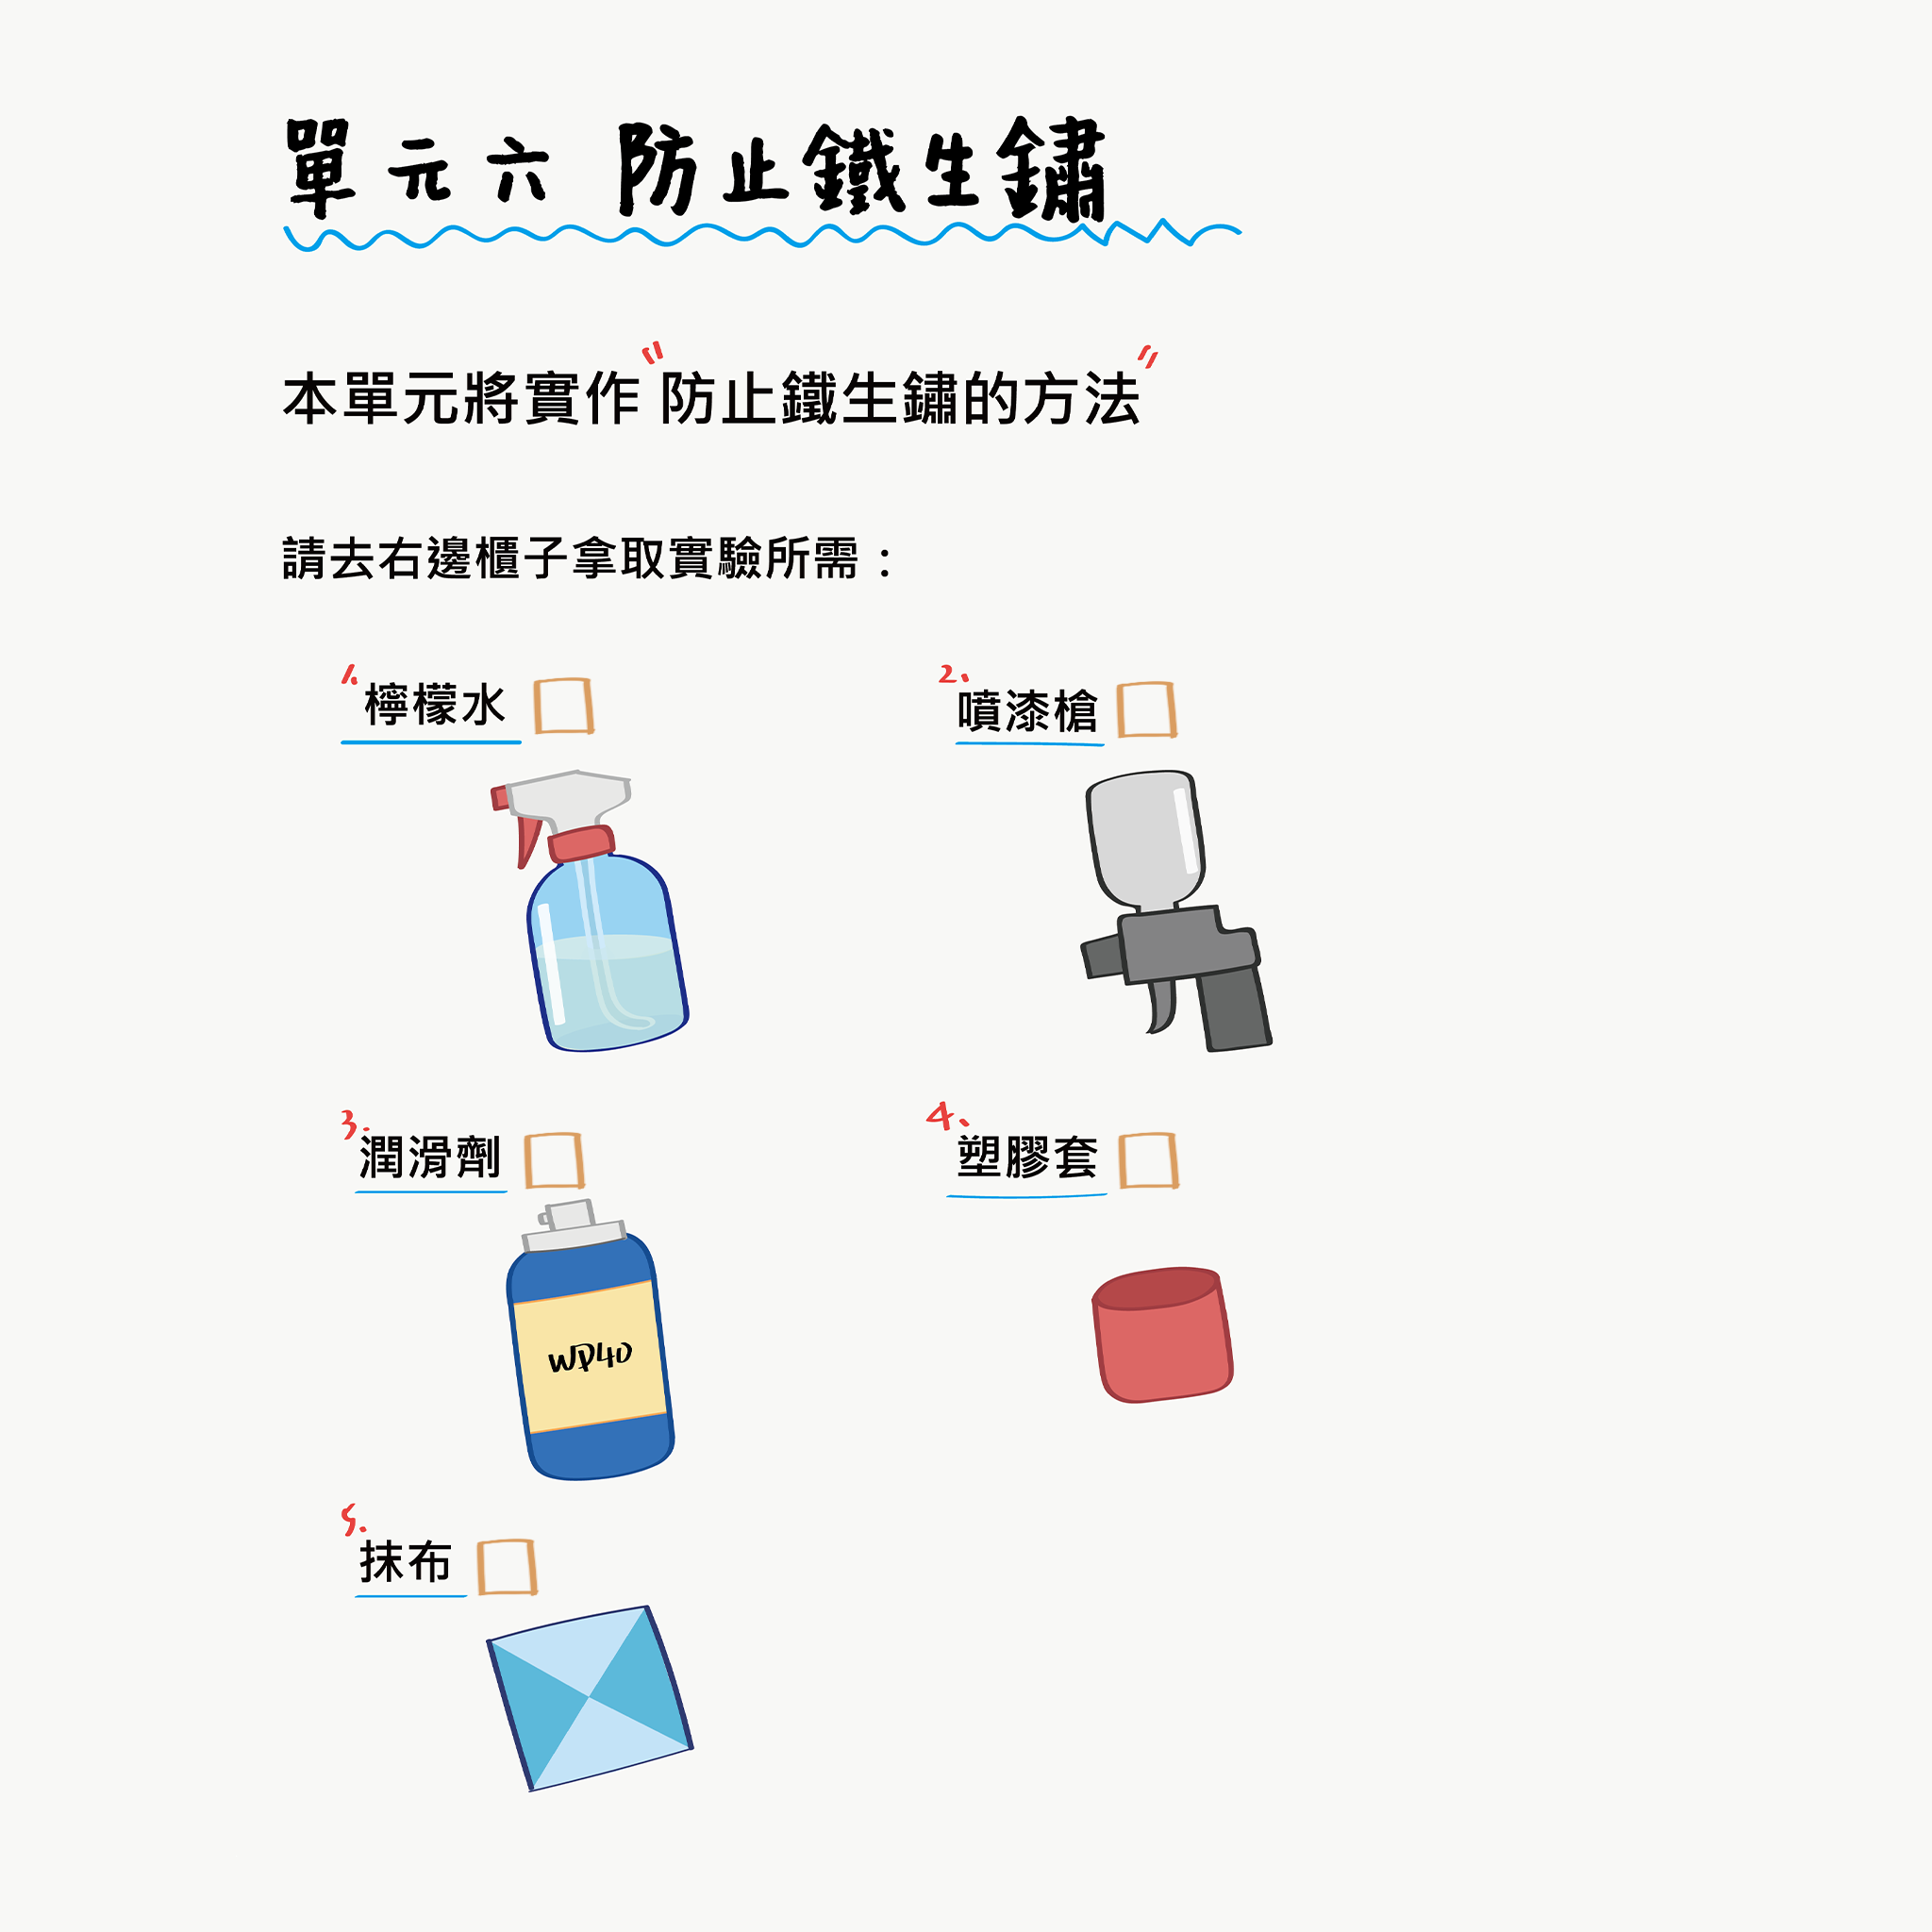 單元六 防止鐵生鏽
本單元將實作"防止鐵生鏽的方法"
請去右邊櫃子拿取實驗所需：
1. 檸檬水
2、噴漆槍
3. 潤滑劑
WP40
4、塑膠套
5. 抹布